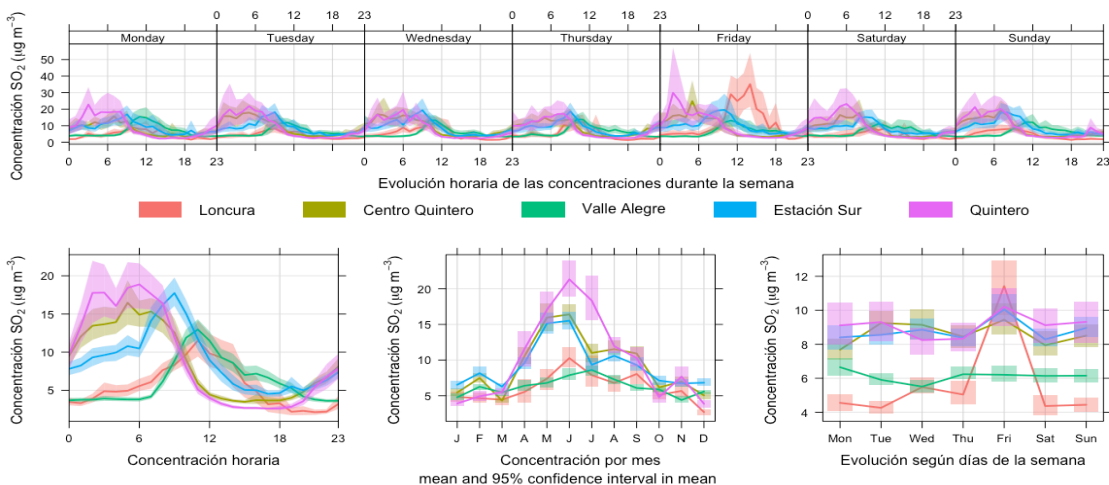 0 6 12 18 23 0 6 12 18 23 0 6 12 18 23
Monday Tuesday Wednesday Thursday Friday Saturday Sunday
Concentración SO2 (μg m−3)
50
40
30
20
10
0
0 6 12 18 23 0 6 12 18 23 0 6 12 18 23 0 6 12 18 23
Evolución horaria de las concentraciones durante la semana
Loncura Centro Quintero Valle Alegre Estación Sur Quintero
Concentración SO2 (μg m−3)
20
15
10
5
0 6 12 18 23
Concentración horaria
Concentración SO2 (μg m−3)
20
15
10
5
J F M A M J J A S O N D
Concentración por mes
mean and 95% confidence interval in mean
Concentración SO2 (μg m−3)
12
10
8
6
4
Mon Tue Wed Thu Fri Sat Sun
Evolución según días de la semana